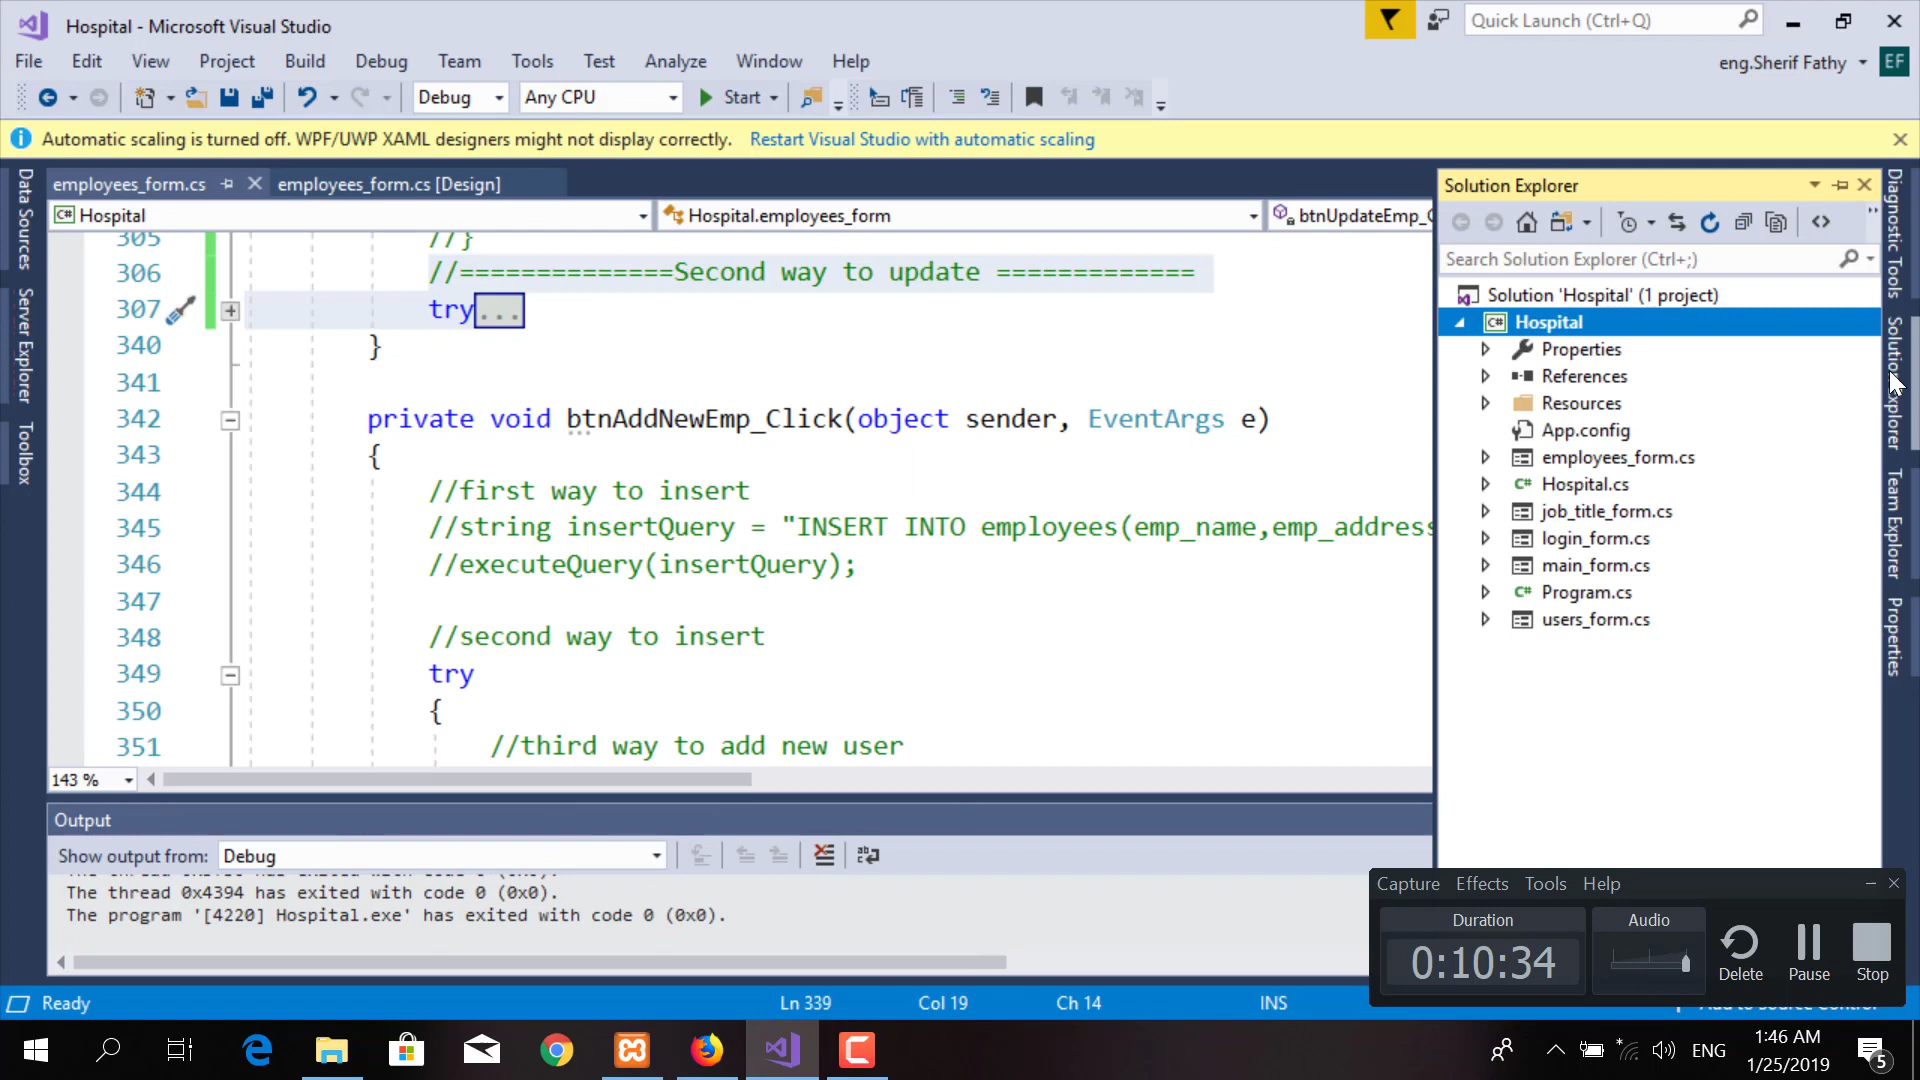 Hospital - Microsoft Visual Studio
Quick Launch (Ctrl+Q)
File Edit View Project Build Debug Team Tools Test Analyze Window Help
eng.Sherif Fathy EF
Debug Any CPU Start
Automatic scaling is turned off. WPF/UWP XAML designers might not display correctly. Restart Visual Studio with automatic scaling
Data Sources
Server Explorer
Toolbox
employees_form.cs employees_form.cs [Design]
C# Hospital Hospital.employees_form btnUpdateEmp_C
305 //}
306 //==============Second way to update =============
307 try...
340 }
341
342 private void btnAddNewEmp_Click(object sender, EventArgs e)
343 {
344 //first way to insert
345 //string insertQuery = "INSERT INTO employees(emp_name,emp_address
346 //executeQuery(insertQuery);
347
348 //second way to insert
349 try
350 {
351 //third way to add new user
143 %
Output
Show output from: Debug
The thread 0x4394 has exited with code 0 (0x0).
The program '[4220] Hospital.exe' has exited with code 0 (0x0).
Solution Explorer
Search Solution Explorer (Ctrl+;)
Solution 'Hospital' (1 project)
C# Hospital
Properties
References
Resources
App.config
employees_form.cs
C# Hospital.cs
job_title_form.cs
login_form.cs
main_form.cs
C# Program.cs
users_form.cs
Diagnostic Tools
Solution Explorer
Team Explorer
Properties
Capture Effects Tools Help
Duration Audio
0:10:34
Delete Pause Stop
Ready Ln 339 Col 19 Ch 14 INS Add to Source Control
ENG 1:46 AM
1/25/2019
5